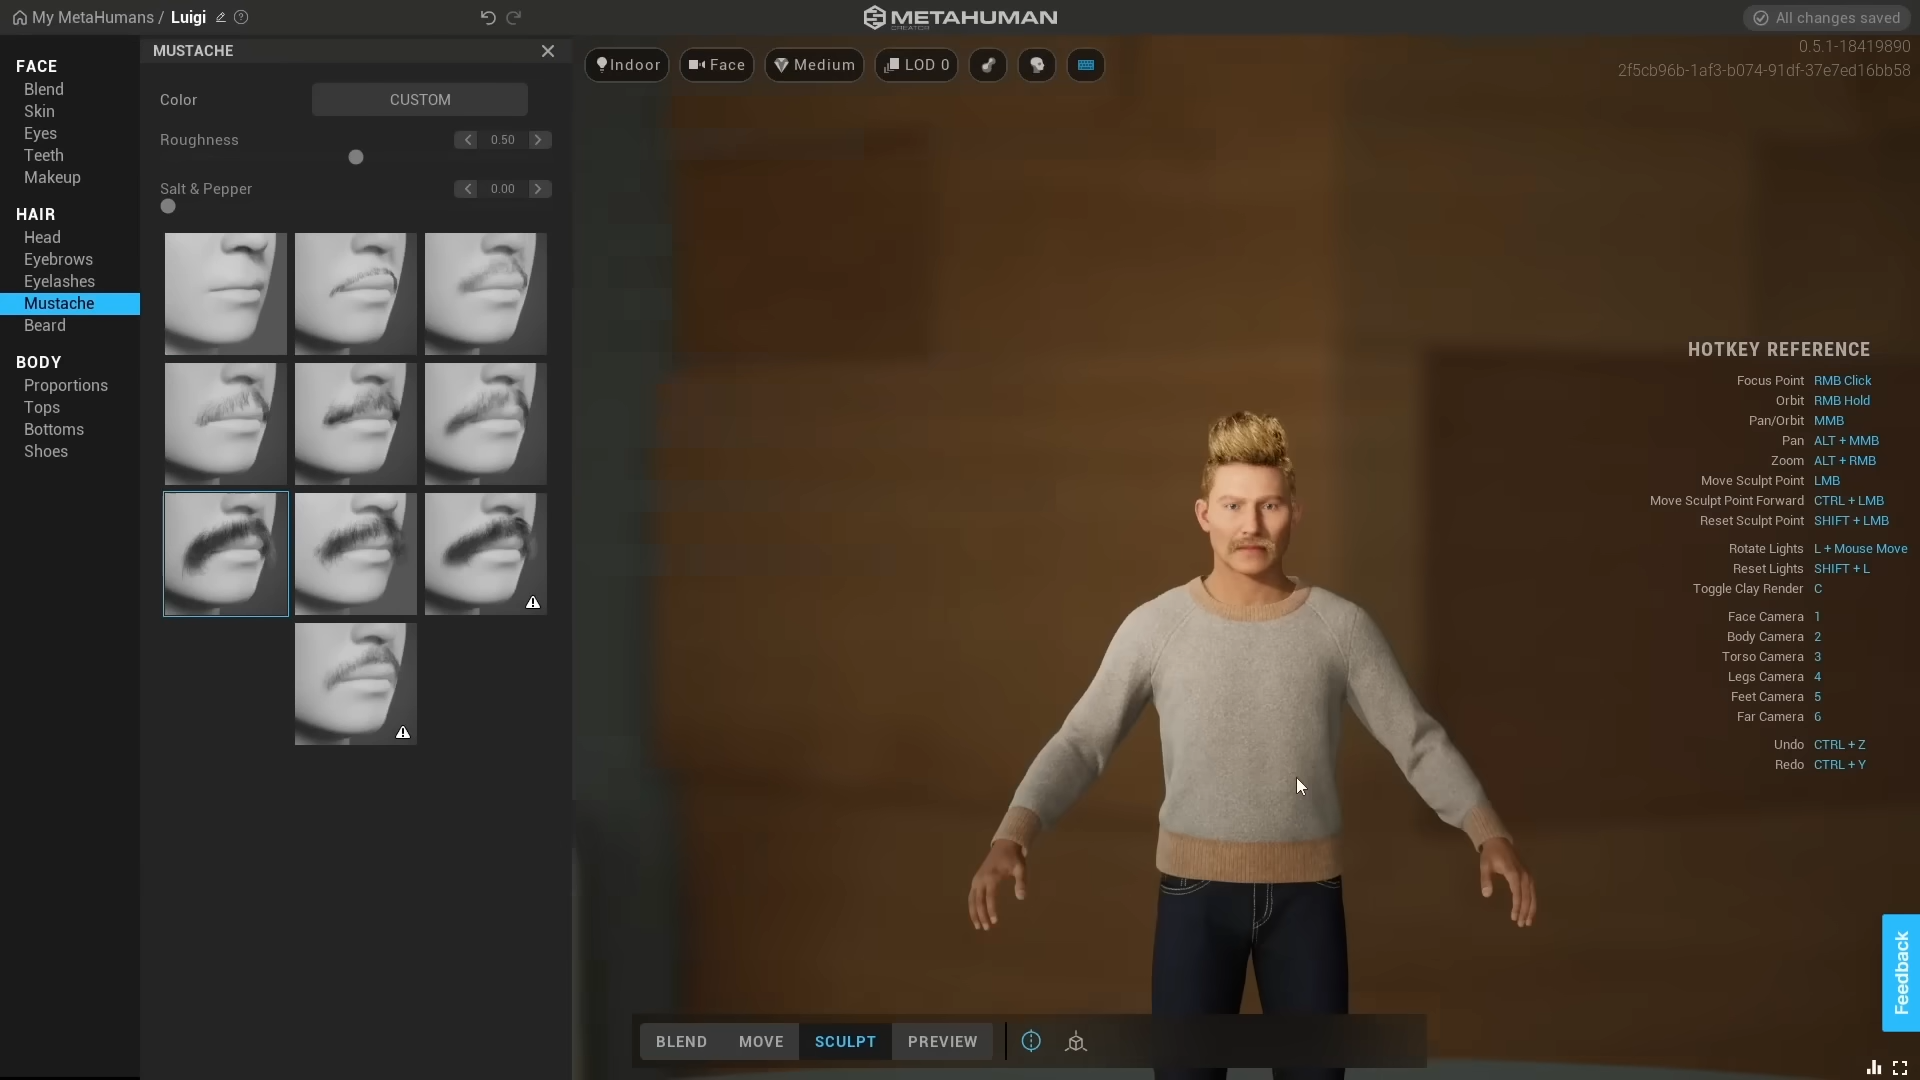 My MetaHumans / Luigi
METAHUMAN
CREATOR
All changes saved
0.5.1-18419890
2f5cb96b-1af3-b074-91df-37e7ed16bb58
FACE
Blend
Skin
Eyes
Teeth
Makeup
HAIR
Head
Eyebrows
Eyelashes
Mustache
Beard
BODY
Proportions
Tops
Bottoms
Shoes
MUSTACHE
Color CUSTOM
Roughness 0.50
Salt & Pepper 0.00
Indoor Face Medium LOD 0
HOTKEY REFERENCE
Focus Point RMB Click
Orbit RMB Hold
Pan/Orbit MMB
Pan ALT + MMB
Zoom ALT + RMB
Move Sculpt Point LMB
Move Sculpt Point Forward CTRL + LMB
Reset Sculpt Point SHIFT + LMB
Rotate Lights L + Mouse Move
Reset Lights SHIFT + L
Toggle Clay Render C
Face Camera 1
Body Camera 2
Torso Camera 3
Legs Camera 4
Feet Camera 5
Far Camera 6
Undo CTRL + Z
Redo CTRL + Y
Feedback
BLEND MOVE SCULPT PREVIEW